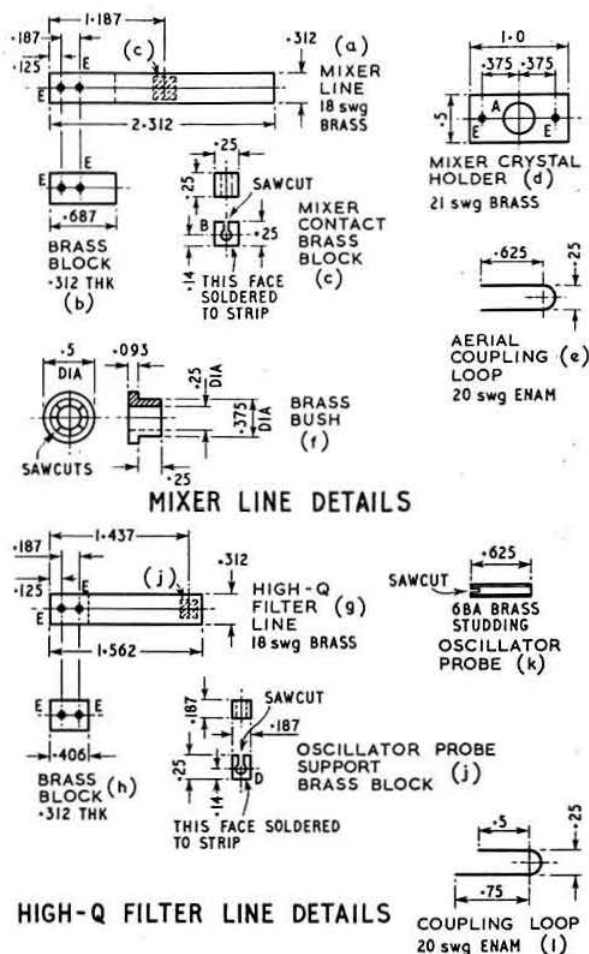 1·187
·187
·125
(c)
·312
(a)
E
E
MIXER
LINE
18 swg
BRASS
2·312
E
E
·687
BRASS
BLOCK
·312 THK
(b)
·25
·25
SAWCUT
B
·25
·14
MIXER
CONTACT
BRASS
BLOCK (c)
THIS FACE
SOLDERED
TO STRIP
1·0
·375 ·375
·5
A
E E
MIXER CRYSTAL
HOLDER (d)
21 swg BRASS
·625
·25
AERIAL
COUPLING (e)
LOOP
20 swg ENAM
·5
DIA
SAWCUTS
·093
·25
DIA
·375
DIA
·25
BRASS
BUSH
(f)
MIXER LINE DETAILS
1·437
·187
·125
(j)
·312
E
E
HIGH-Q
FILTER (g)
LINE
18 swg BRASS
1·562
E E
·406
BRASS
BLOCK (h)
·312 THK
·187
SAWCUT
·187
·25
·14
D
OSCILLATOR PROBE
SUPPORT (j)
BRASS BLOCK
THIS FACE SOLDERED
TO STRIP
·625
SAWCUT
6BA BRASS
STUDDING
OSCILLATOR
PROBE (k)
·5
·25
·75
COUPLING LOOP
20 swg ENAM (l)
HIGH-Q FILTER LINE DETAILS